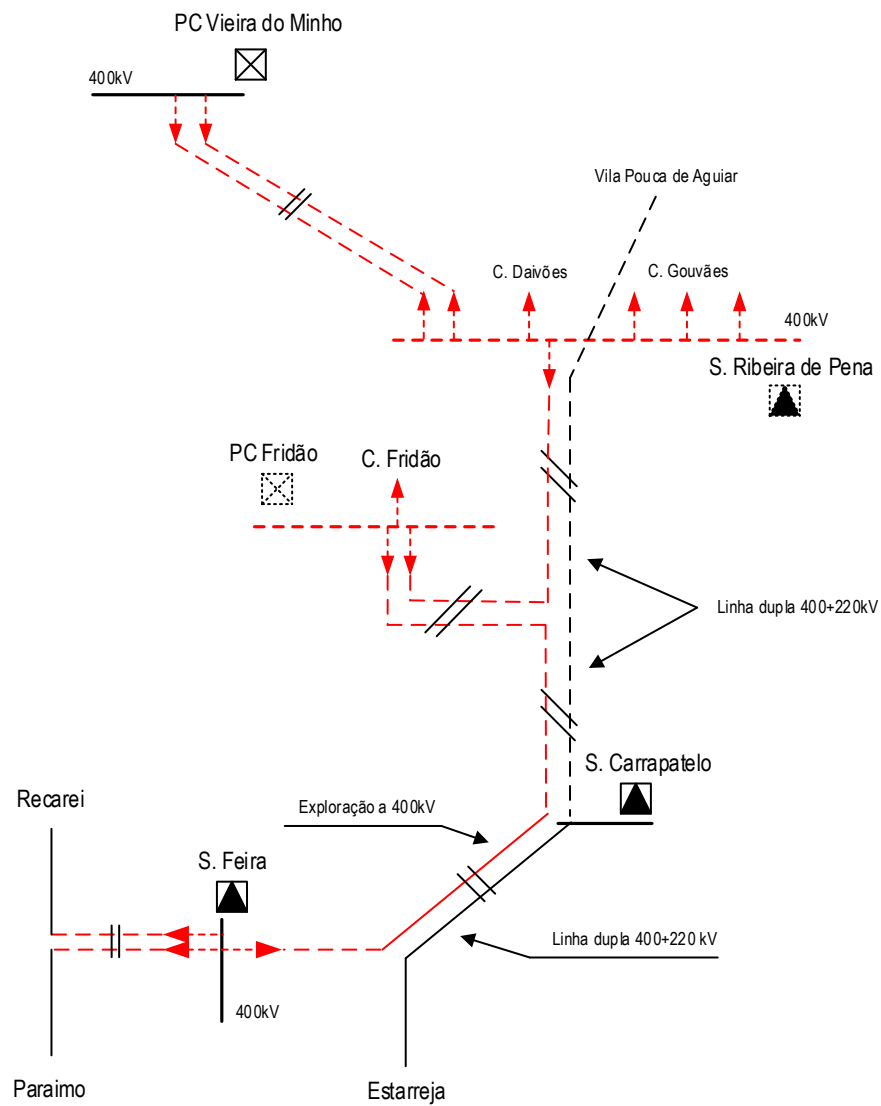 PC Vieira do Minho
400kV
Vila Pouca de Aguiar
C. Daivões
C. Gouvães
400kV
S. Ribeira de Pena
PC Fridão
C. Fridão
Linha dupla 400+220kV
S. Carrapatelo
Recarei
Exploração a 400kV
S. Feira
Linha dupla 400+220 kV
400kV
Paraimo
Estarreja